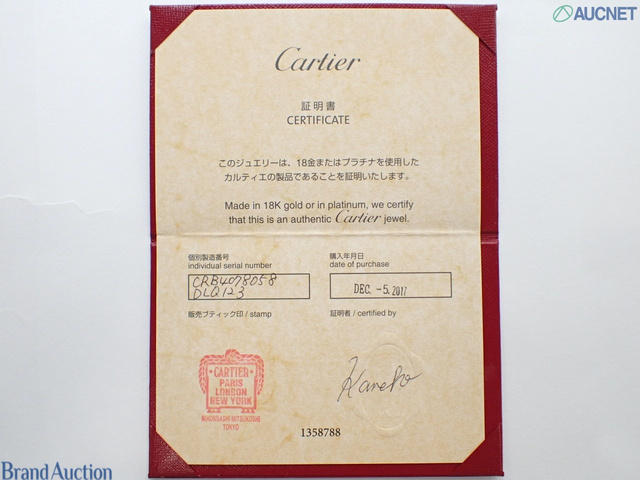 AUCNET
Cartier
証明書
CERTIFICATE
このジュエリーは、18金またはプラチナを使用した
カルティエの製品であることを証明いたします。
Made in 18K gold or in platinum, we certify
that this is an authentic Cartier jewel.
個別製造番号
individual serial number
CRB4078058
DLQ123
購入年月日
date of purchase
DEC. -5.2017
販売ブティック印 / stamp
証明者 / certified by
CARTIER
PARIS
LONDON
NEW YORK
NIHONBASHI MITSUKOSHI
TOKYO
Kaneko
1358788
Brand Auction